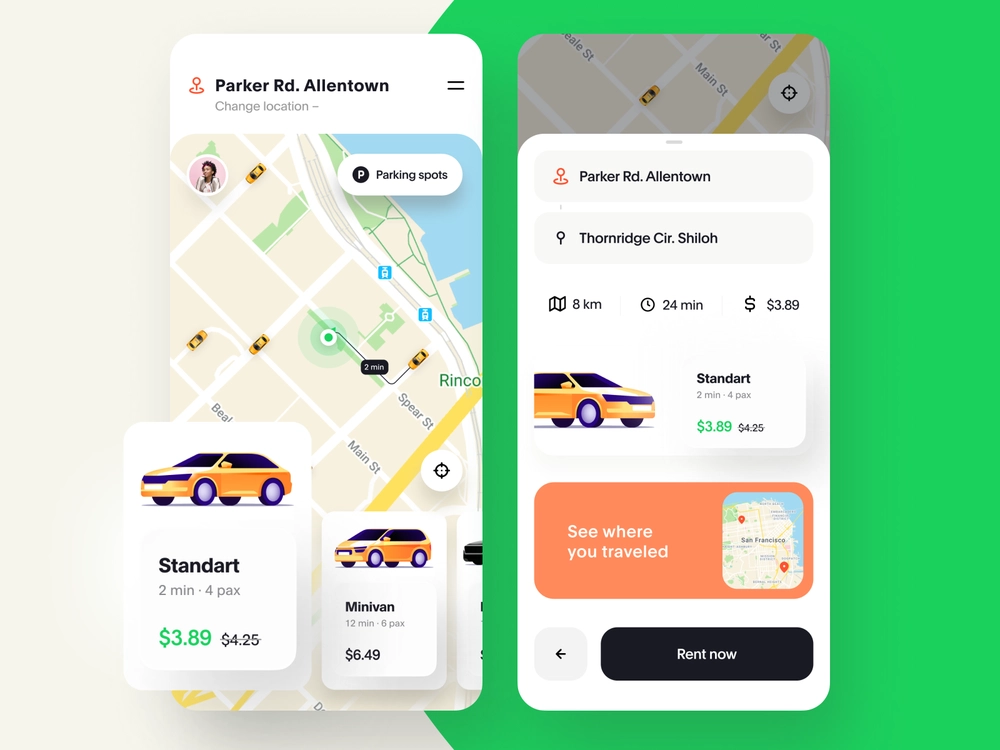 Parker Rd. Allentown
Change location –
P Parking spots
2 min
Rinco
Spear St
Beal
Main St
Standart
2 min · 4 pax
$3.89 $4.25
Minivan
12 min · 6 pax
$6.49
eale St
Main St
ar St
Parker Rd. Allentown
Thornridge Cir. Shiloh
8 km
24 min
$ $3.89
Standart
2 min · 4 pax
$3.89 $4.25
See where
you traveled
San Francisco
Rent now